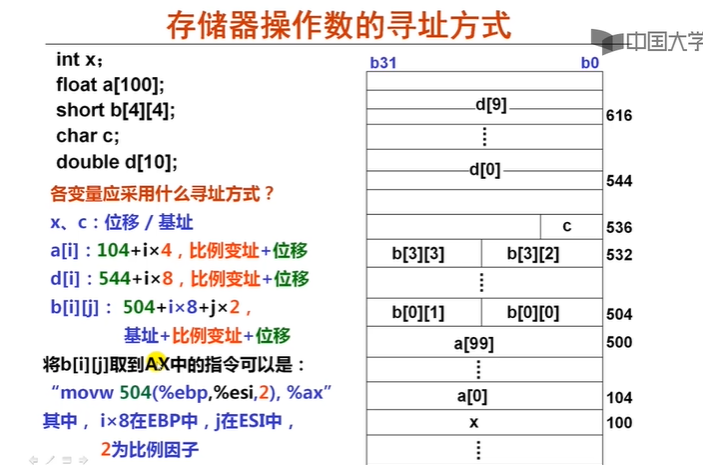 存储器操作数的寻址方式
中国大学
int x;
float a[100];
short b[4][4];
char c;
double d[10];
各变量应采用什么寻址方式？
x、c：位移 / 基址
a[i]：104+i×4，比例变址+位移
d[i]：544+i×8，比例变址+位移
b[i][j]： 504+i×8+j×2，
基址+比例变址+位移
将b[i][j]取到AX中的指令可以是：
“movw 504(%ebp,%esi,2), %ax”
其中， i×8在EBP中，j在ESI中，
2为比例因子
b31 b0
d[9]
616
d[0]
544
c 536
b[3][3] b[3][2] 532
b[0][1] b[0][0] 504
a[99] 500
a[0] 104
x 100